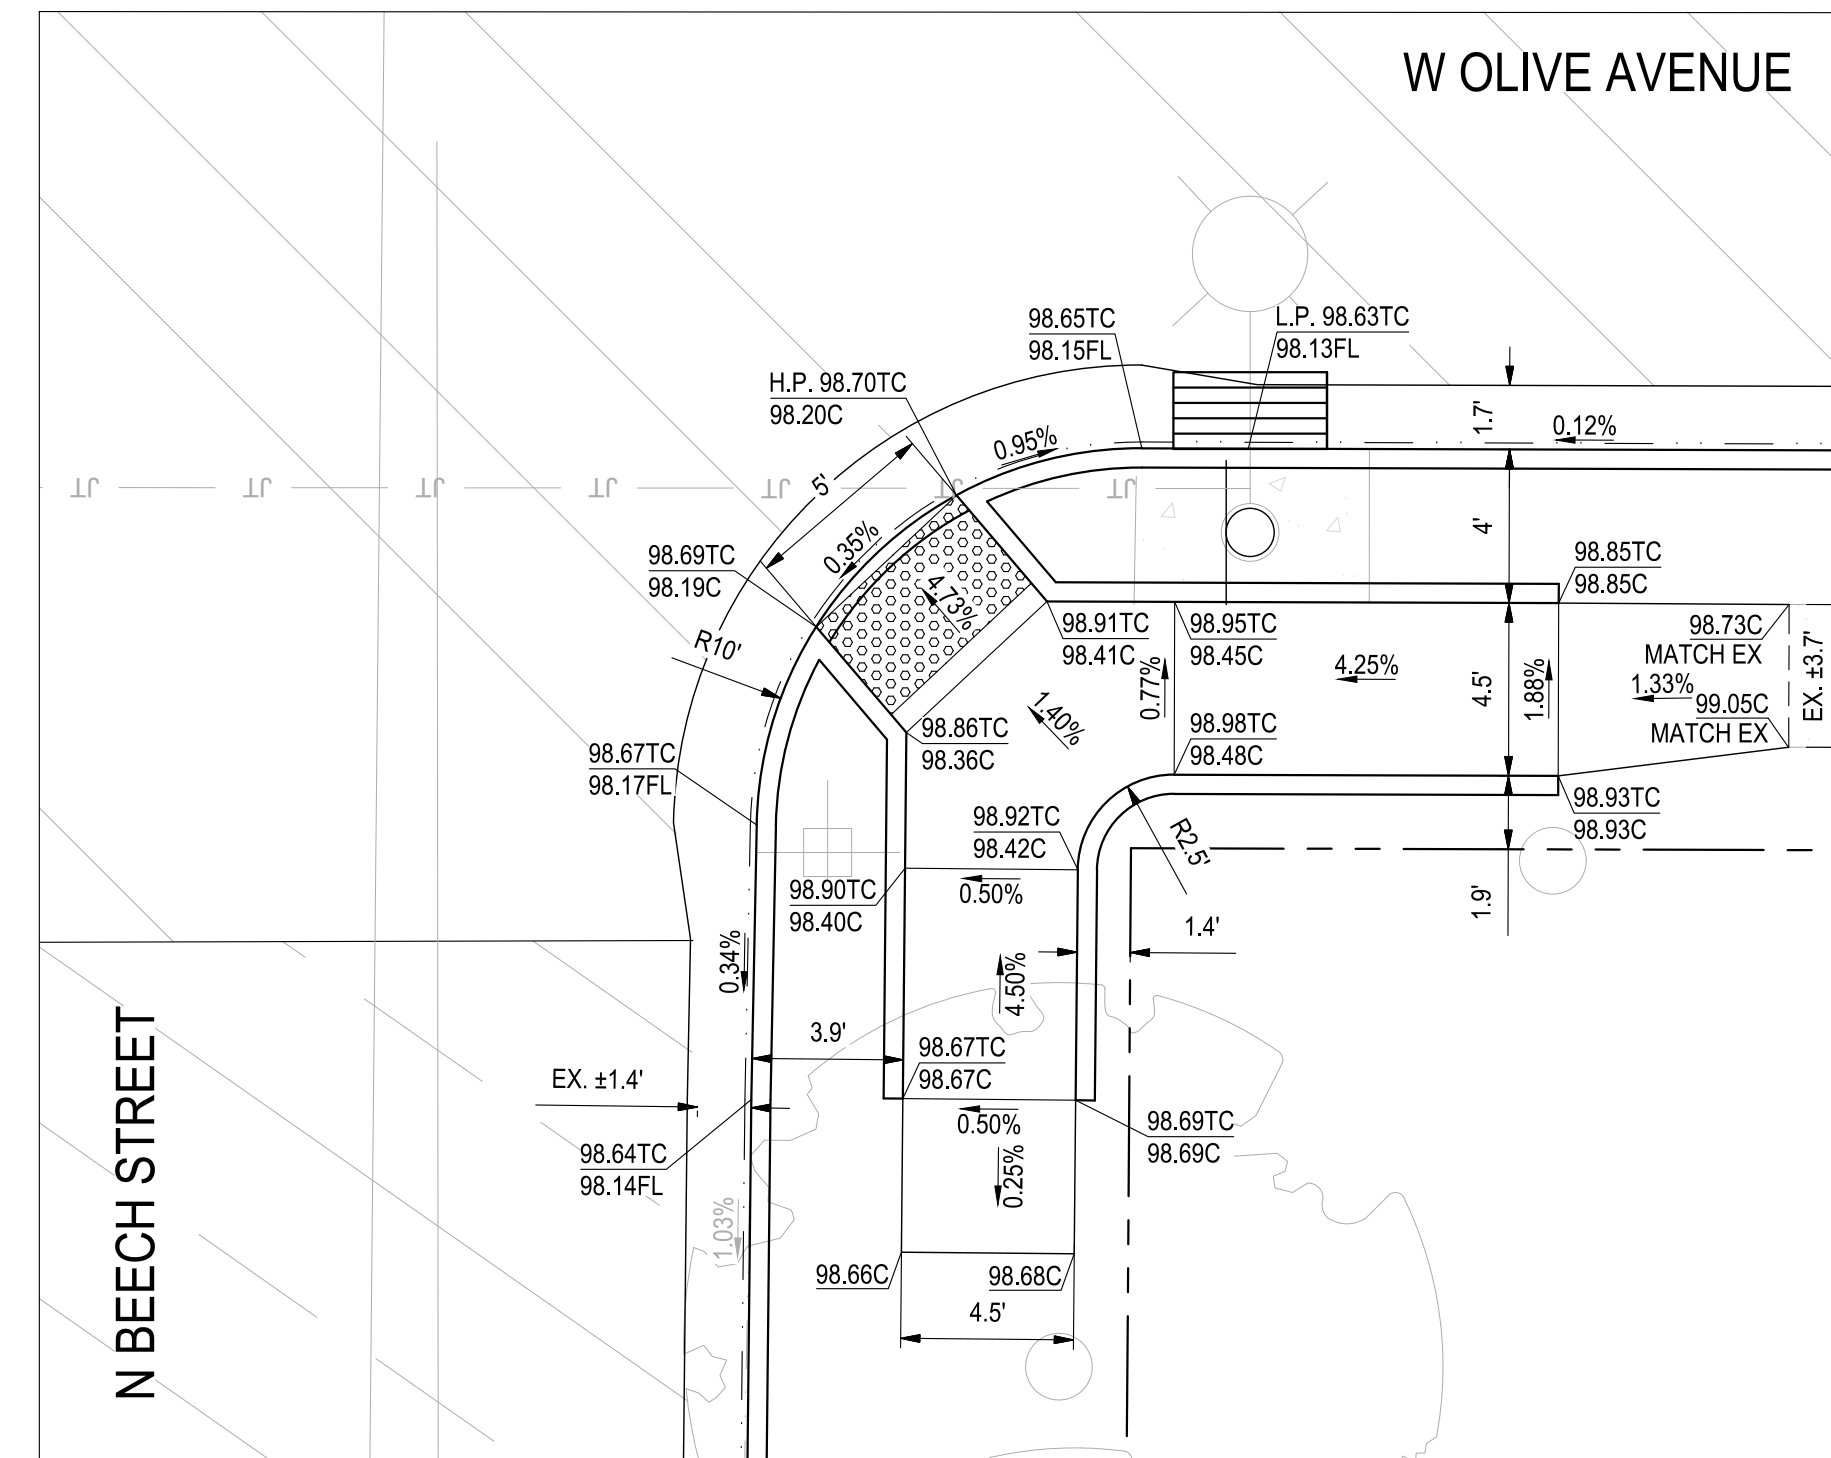 W OLIVE AVENUE
98.65TC
98.15FL
L.P. 98.63TC
98.13FL
H.P. 98.70TC
98.20C
1.7'
0.12%
0.95%
5'
JT
JT
JT
JT
JT
JT
JT
4'
0.35%
98.69TC
98.19C
98.85TC
98.85C
4.73%
98.91TC
98.41C
98.95TC
98.45C
98.73C
MATCH EX
R10'
4.25%
0.77%
4.5'
1.88%
1.33%
99.05C
MATCH EX
EX. ±3.7'
1.40%
98.86TC
98.36C
98.98TC
98.48C
98.67TC
98.17FL
98.92TC
98.42C
R2.5'
98.93TC
98.93C
98.90TC
98.40C
0.50%
1.9'
1.4'
0.34%
4.50%
3.9'
98.67TC
98.67C
EX. ±1.4'
N BEECH STREET
0.50%
98.69TC
98.69C
98.64TC
98.14FL
0.25%
1.03%
98.66C
98.68C
4.5'